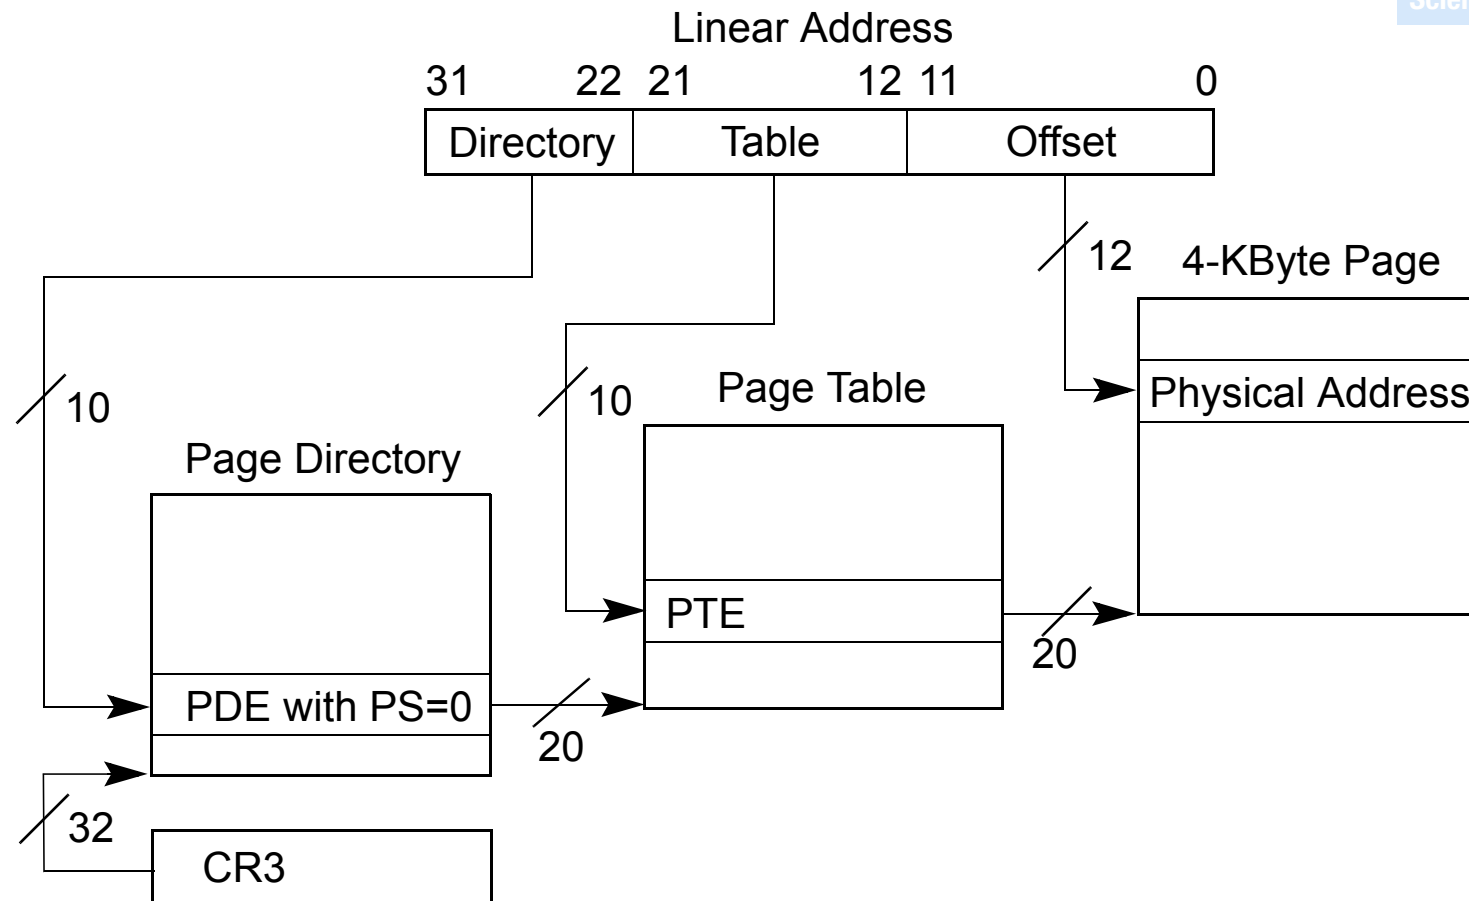 Linear Address
31 22 21 12 11 0
Directory Table Offset
12
4-KByte Page
10
10
Page Table
Physical Address
Page Directory
PTE
20
PDE with PS=0
20
32
CR3